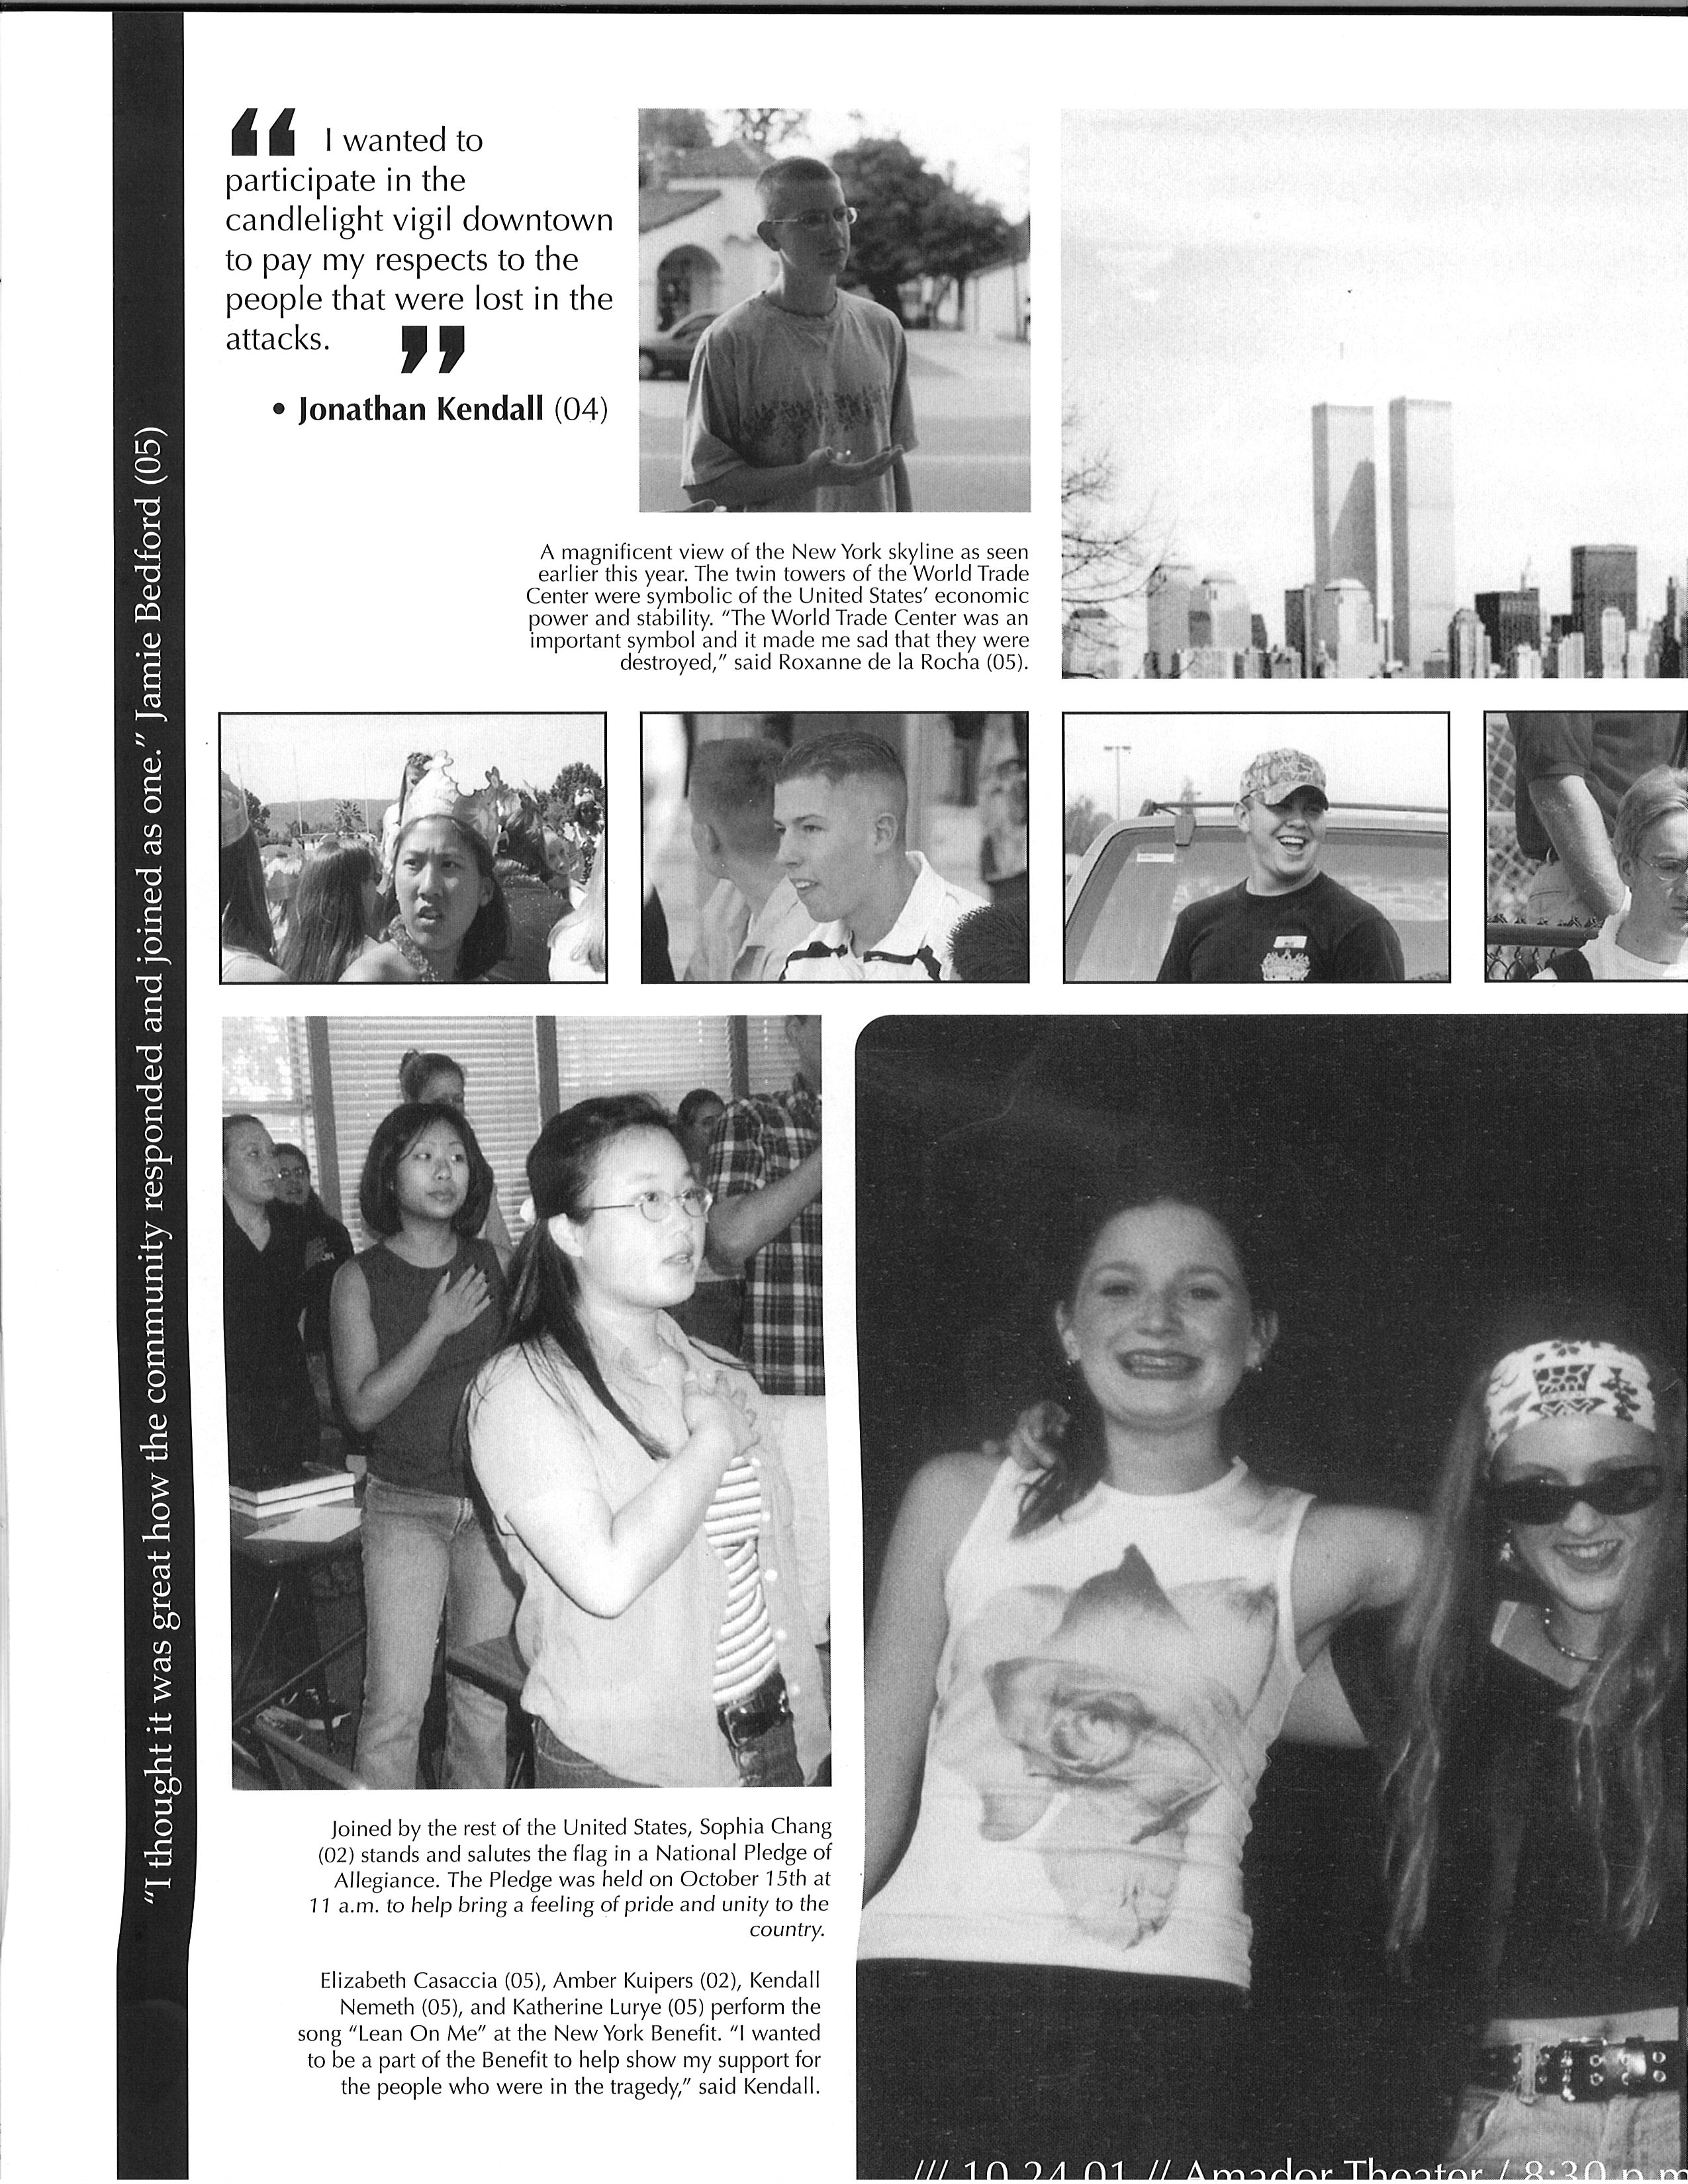 “I thought it was great how the community responded and joined as one.” Jamie Bedford (05)
“ I wanted to
participate in the
candlelight vigil downtown
to pay my respects to the
people that were lost in the
attacks. ”
• Jonathan Kendall (04)
A magnificent view of the New York skyline as seen
earlier this year. The twin towers of the World Trade
Center were symbolic of the United States’ economic
power and stability. “The World Trade Center was an
important symbol and it made me sad that they were
destroyed,” said Roxanne de la Rocha (05).
Joined by the rest of the United States, Sophia Chang
(02) stands and salutes the flag in a National Pledge of
Allegiance. The Pledge was held on October 15th at
11 a.m. to help bring a feeling of pride and unity to the
country.
Elizabeth Casaccia (05), Amber Kuipers (02), Kendall
Nemeth (05), and Katherine Lurye (05) perform the
song “Lean On Me” at the New York Benefit. “I wanted
to be a part of the Benefit to help show my support for
the people who were in the tragedy,” said Kendall.
/// 10.24.01 // Amador Theater / 8:30 p.m